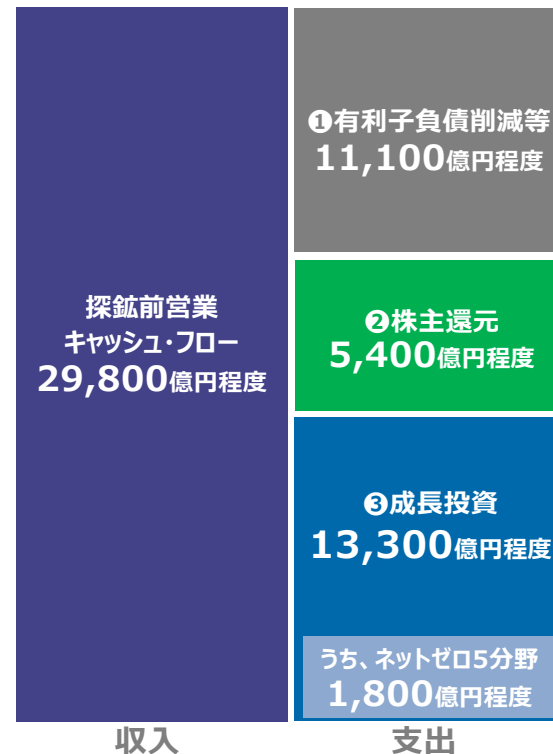 探鉱前営業
キャッシュ・フロー
29,800億円程度
❶有利子負債削減等
11,100億円程度
❷株主還元
5,400億円程度
❸成長投資
13,300億円程度
うち、ネットゼロ5分野
1,800億円程度
収入
支出